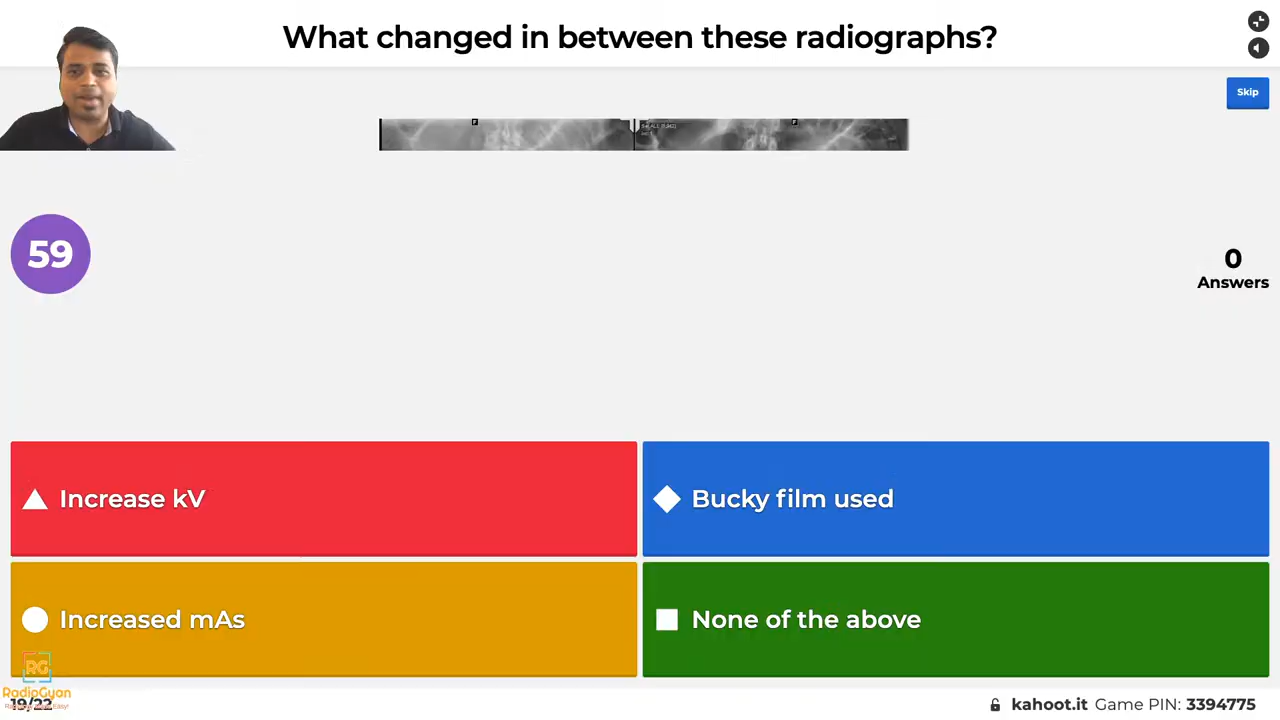 What changed in between these radiographs?
Skip
59
0
Answers
Increase kV
Bucky film used
Increased mAs
None of the above
RG
RadioGyan
19/22
kahoot.it Game PIN: 3394775